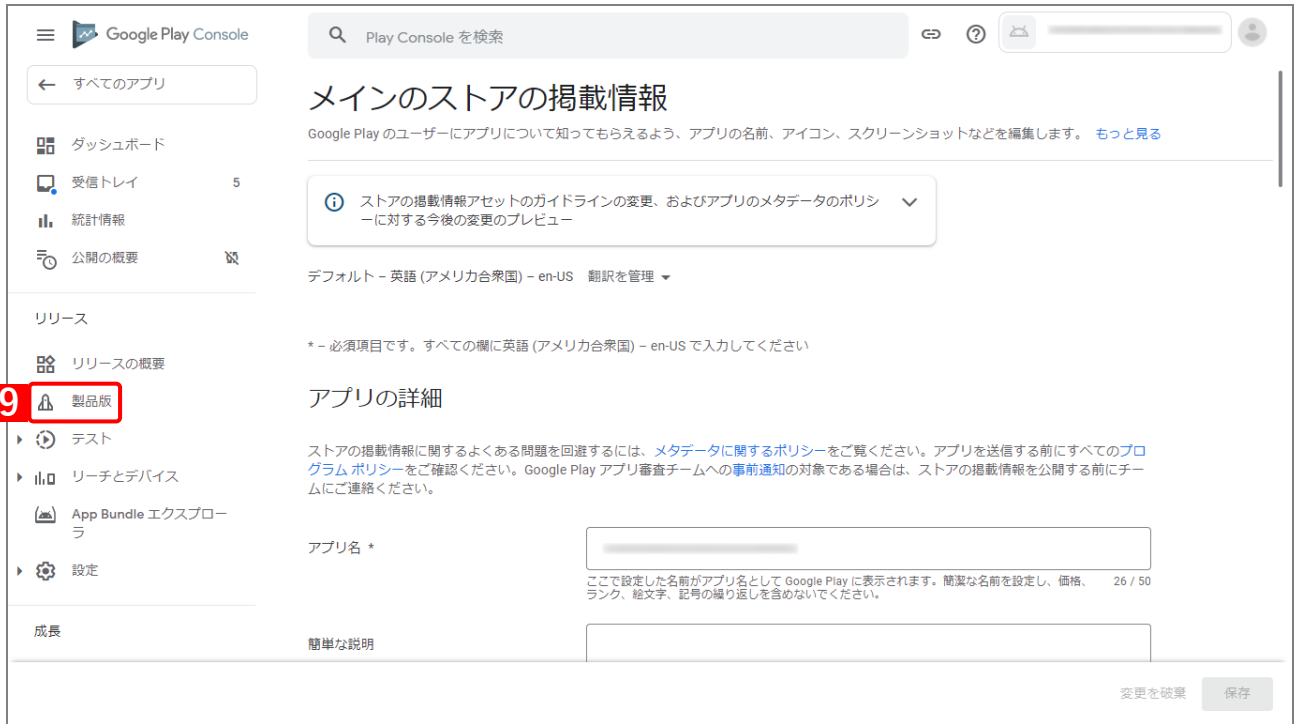 Google Play Console
Play Console を検索
すべてのアプリ
メインのストアの掲載情報
Google Play のユーザーにアプリについて知ってもらえるよう、アプリの名前、アイコン、スクリーンショットなどを編集します。 もっと見る
ダッシュボード
受信トレイ 5
統計情報
公開の概要
ストアの掲載情報アセットのガイドラインの変更、およびアプリのメタデータのポリシ
ーに対する今後の変更のプレビュー
デフォルト – 英語 (アメリカ合衆国) – en-US 翻訳を管理
リリース
* – 必須項目です。すべての欄に英語 (アメリカ合衆国) – en-US で入力してください
リリースの概要
9 製品版
アプリの詳細
テスト
リーチとデバイス
App Bundle エクスプロー
ラ
設定
成長
ストアの掲載情報に関するよくある問題を回避するには、メタデータに関するポリシーをご覧ください。アプリを送信する前にすべてのプロ
グラム ポリシーをご確認ください。Google Play アプリ審査チームへの事前通知の対象である場合は、ストアの掲載情報を公開する前にチー
ムにご連絡ください。
アプリ名 *
ここで設定した名前がアプリ名として Google Play に表示されます。簡潔な名前を設定し、価格、 26 / 50
ランク、絵文字、記号の繰り返しを含めないでください。
簡単な説明
変更を破棄 保存